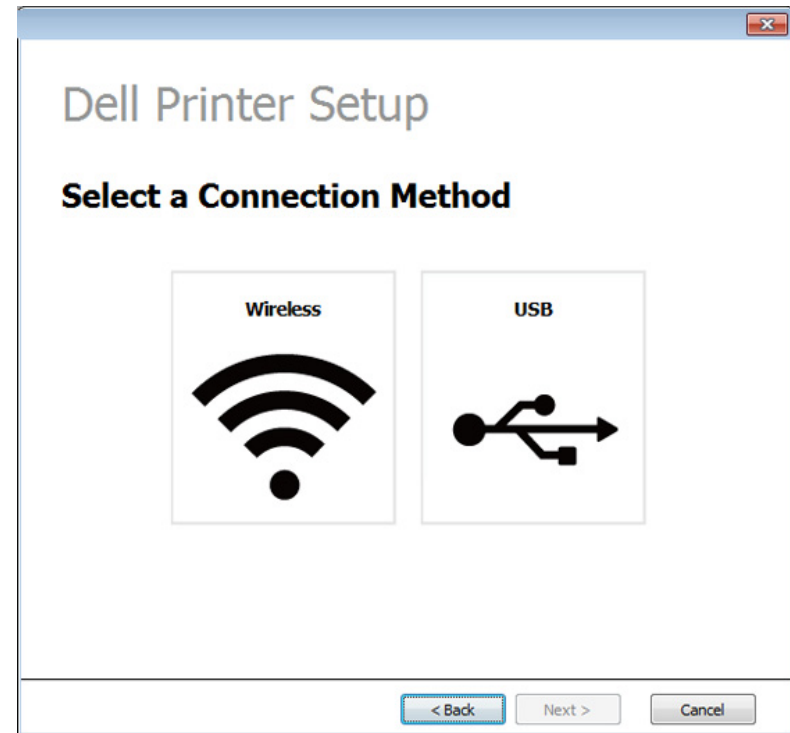 Dell Printer Setup
Select a Connection Method
Wireless USB
< Back Next > Cancel